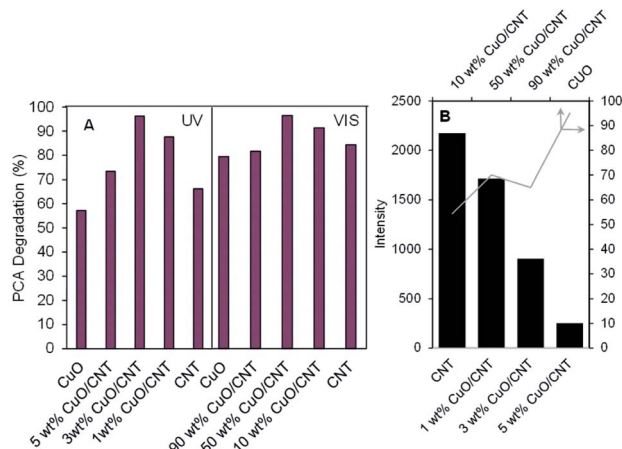 10 wt% CuO/CNT
50 wt% CuO/CNT
90 wt% CuO/CNT
CUO
PCA Degradation (%)
100
90
80
70
60
50
40
30
20
10
0
A
UV
VIS
CuO
5 wt% CuO/CNT
3wt% CuO/CNT
1wt% CuO/CNT
CNT
CuO
90 wt% CuO/CNT
50 wt% CuO/CNT
10 wt% CuO/CNT
CNT
Intensity
2500
2000
1500
1000
500
0
B
100
90
80
70
60
50
40
30
20
10
0
CNT
1 wt% CuO/CNT
3 wt% CuO/CNT
5 wt% CuO/CNT